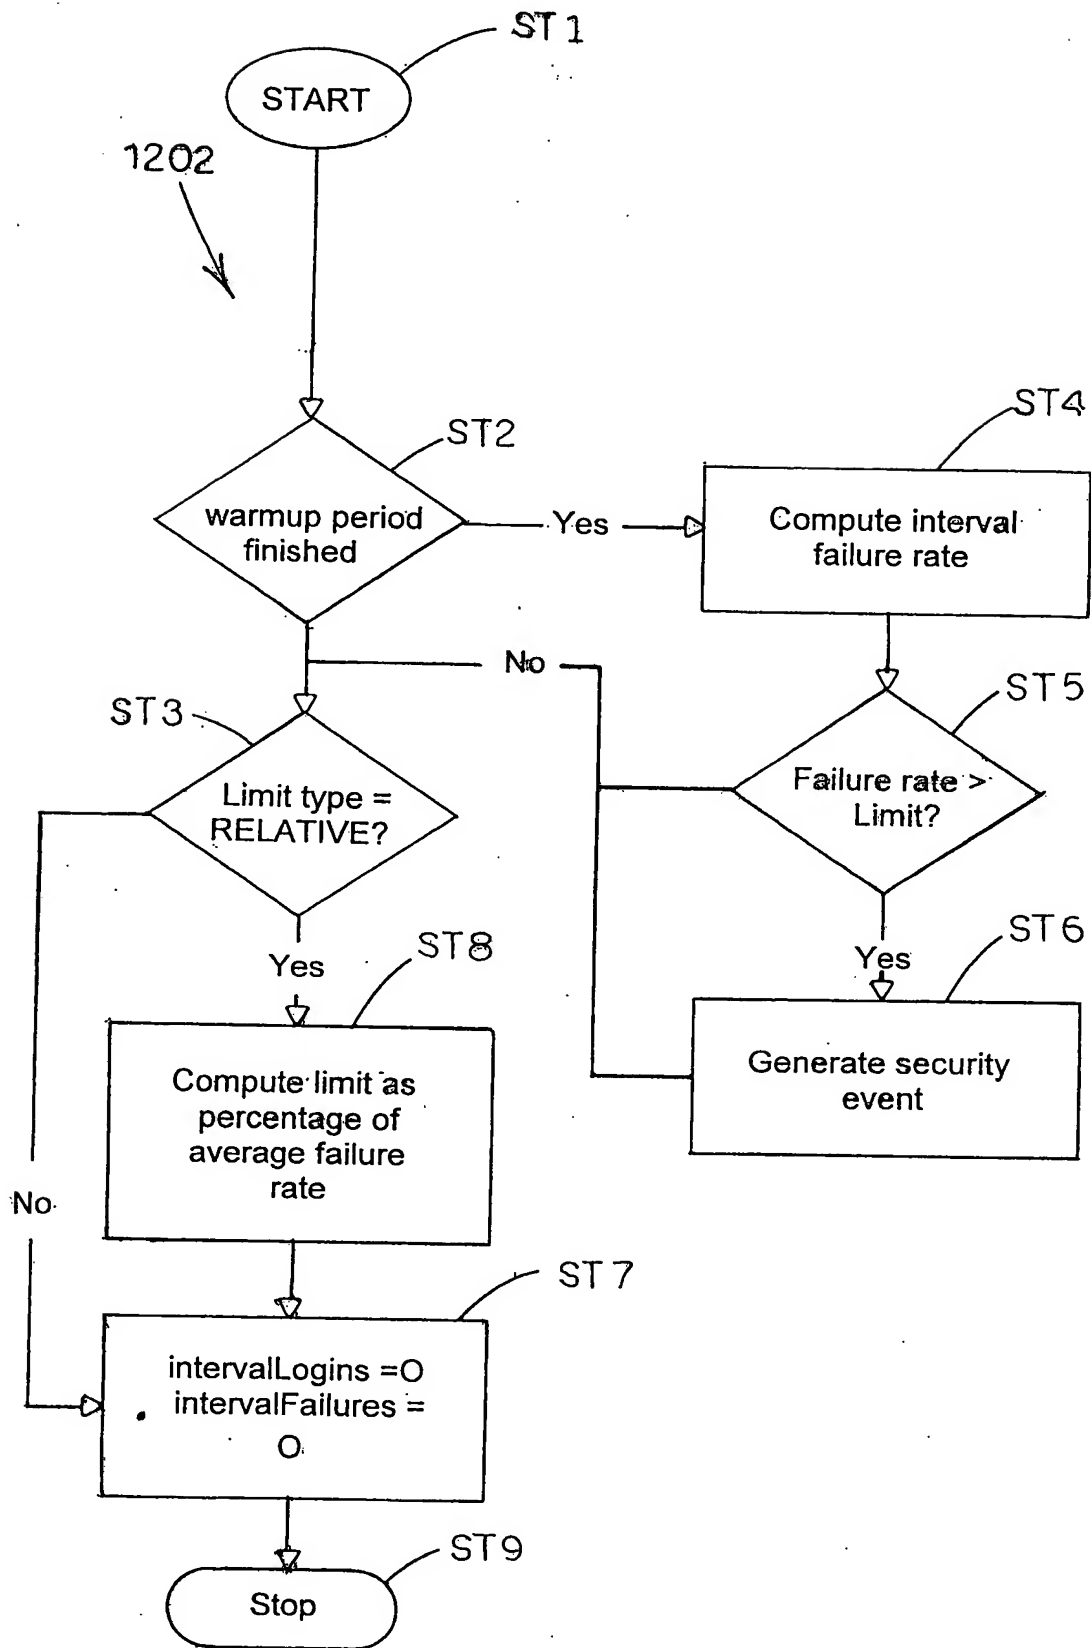 ST1
START
1202
ST2
ST4
warmup period
finished
Yes
Compute interval
failure rate
No
ST3
ST5
Limit type =
RELATIVE?
Failure rate >
Limit?
Yes
ST8
Yes
ST6
Compute limit as
percentage of
average failure
rate
Generate security
event
No
ST7
intervalLogins =0
intervalFailures =
0
ST9
Stop